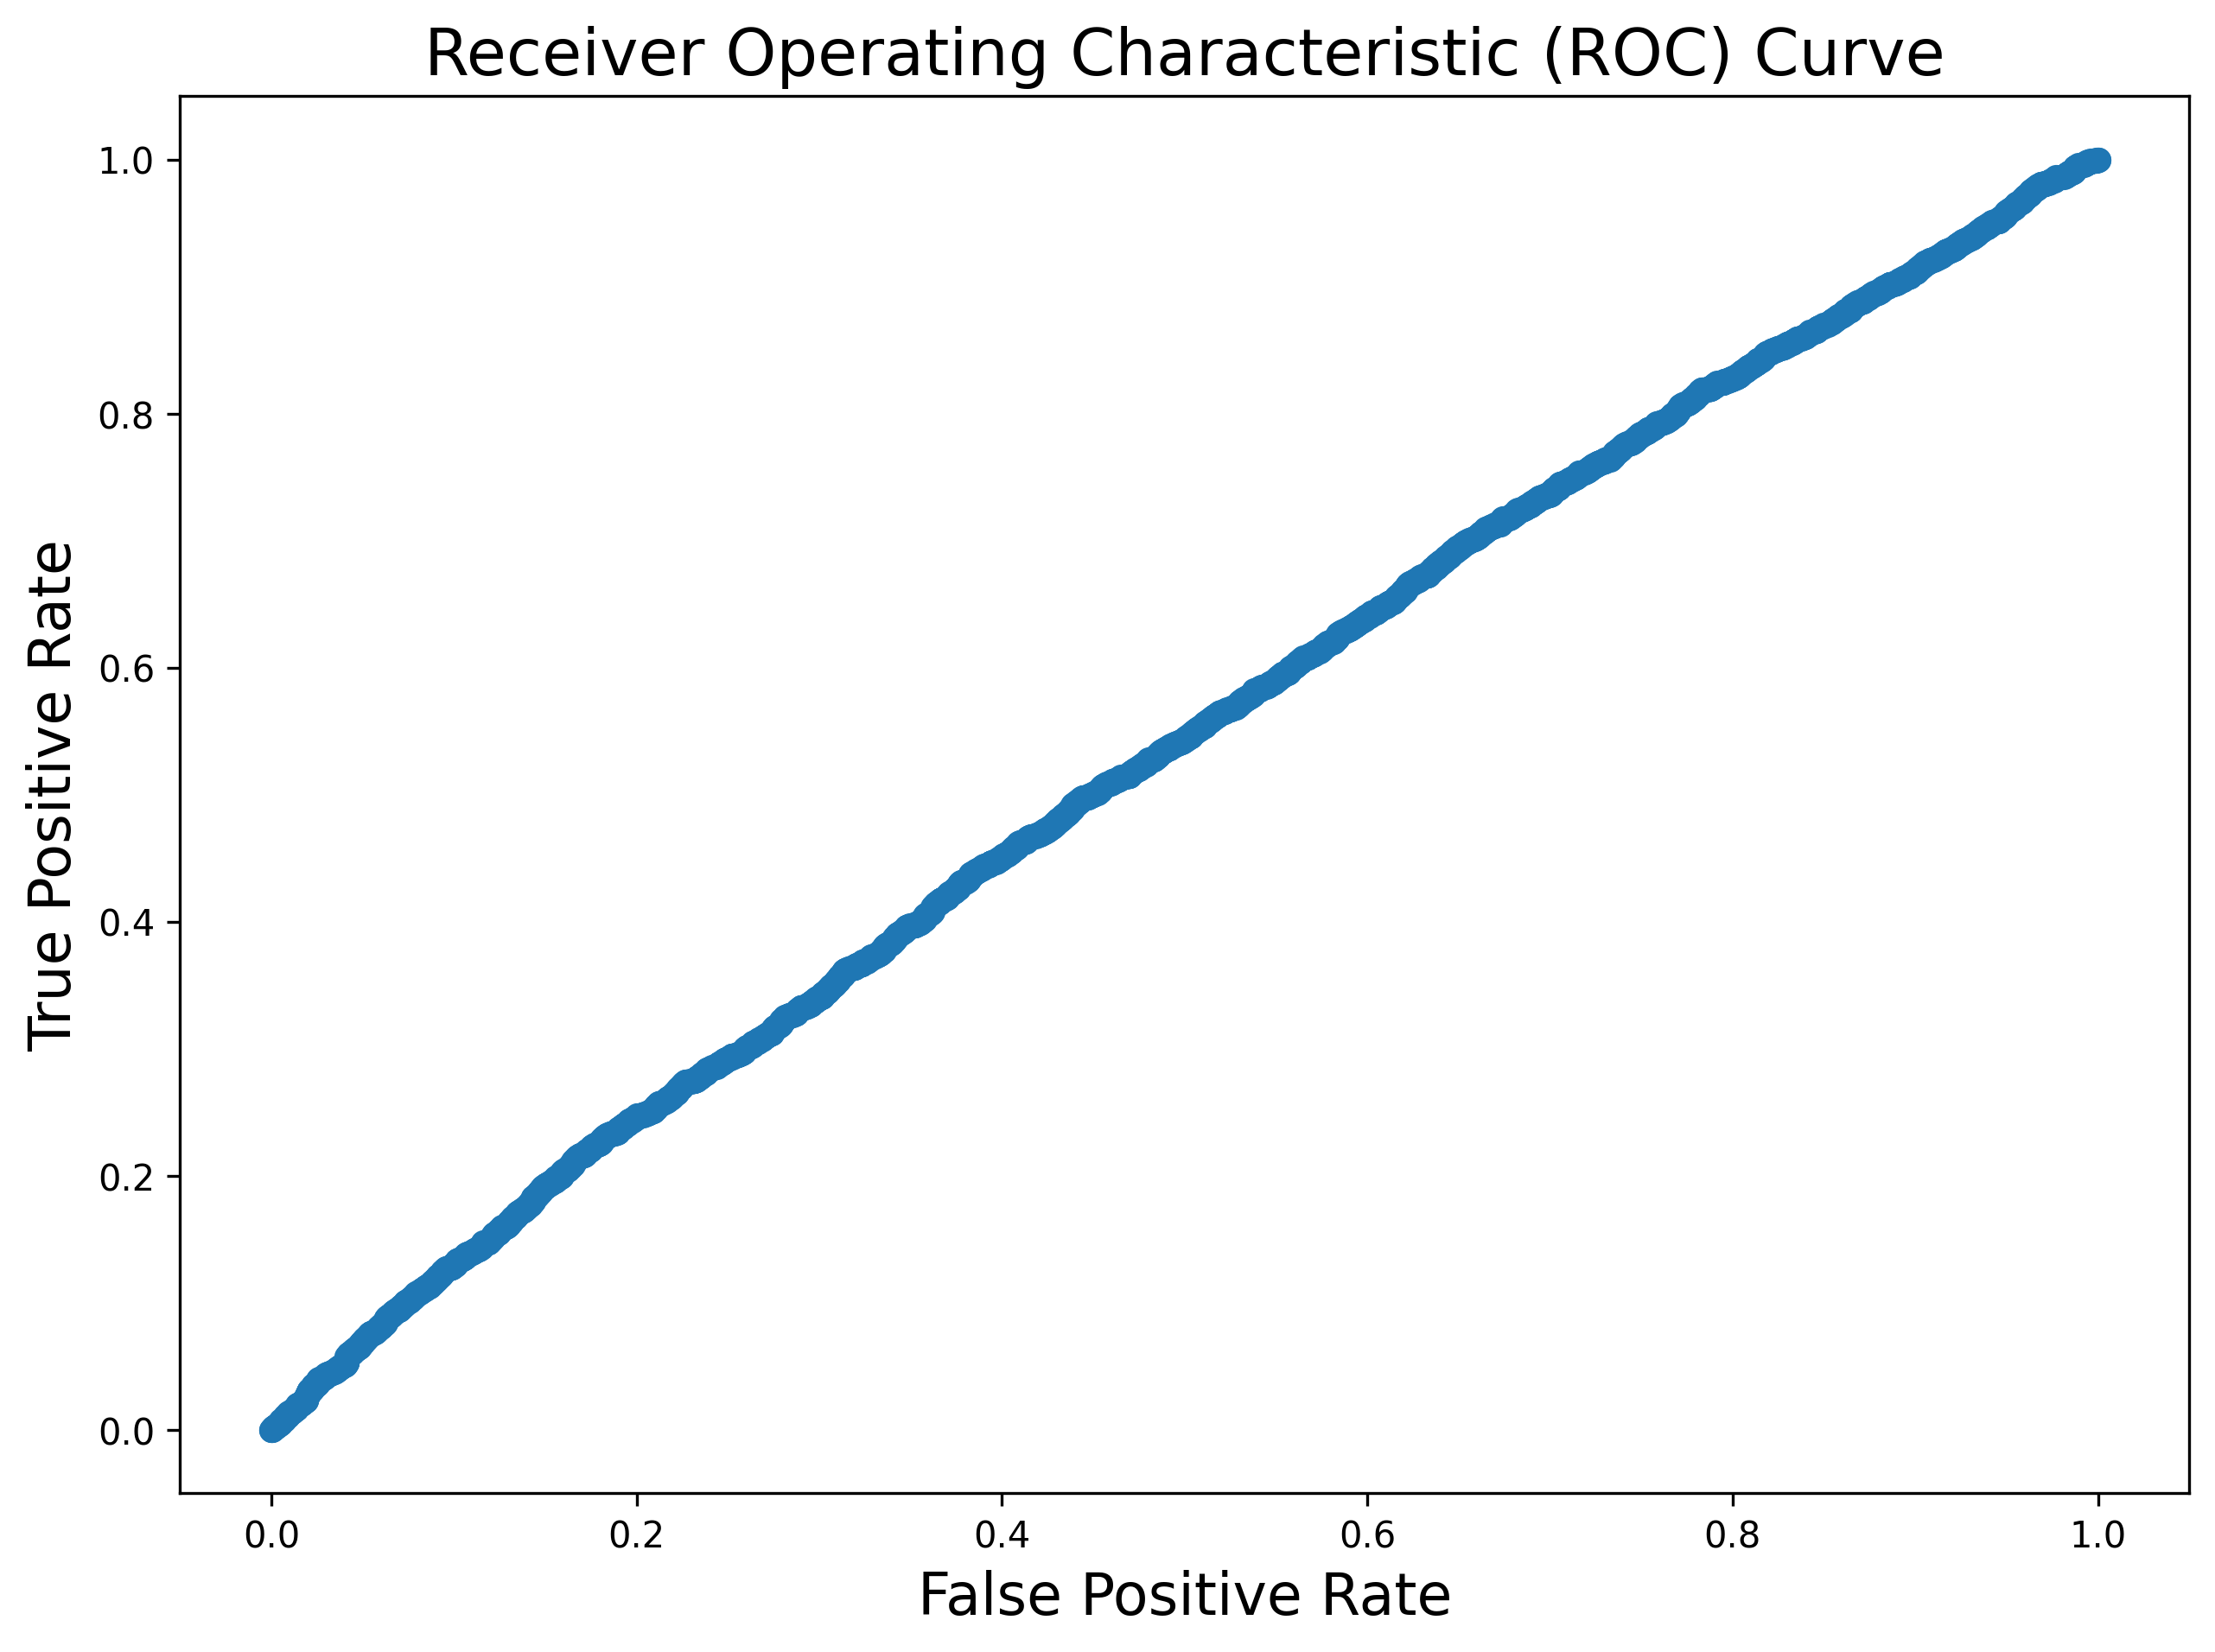 Receiver Operating Characteristic (ROC) Curve
True Positive Rate
1.0
0.8
0.6
0.4
0.2
0.0
0.0 0.2 0.4 0.6 0.8 1.0
False Positive Rate